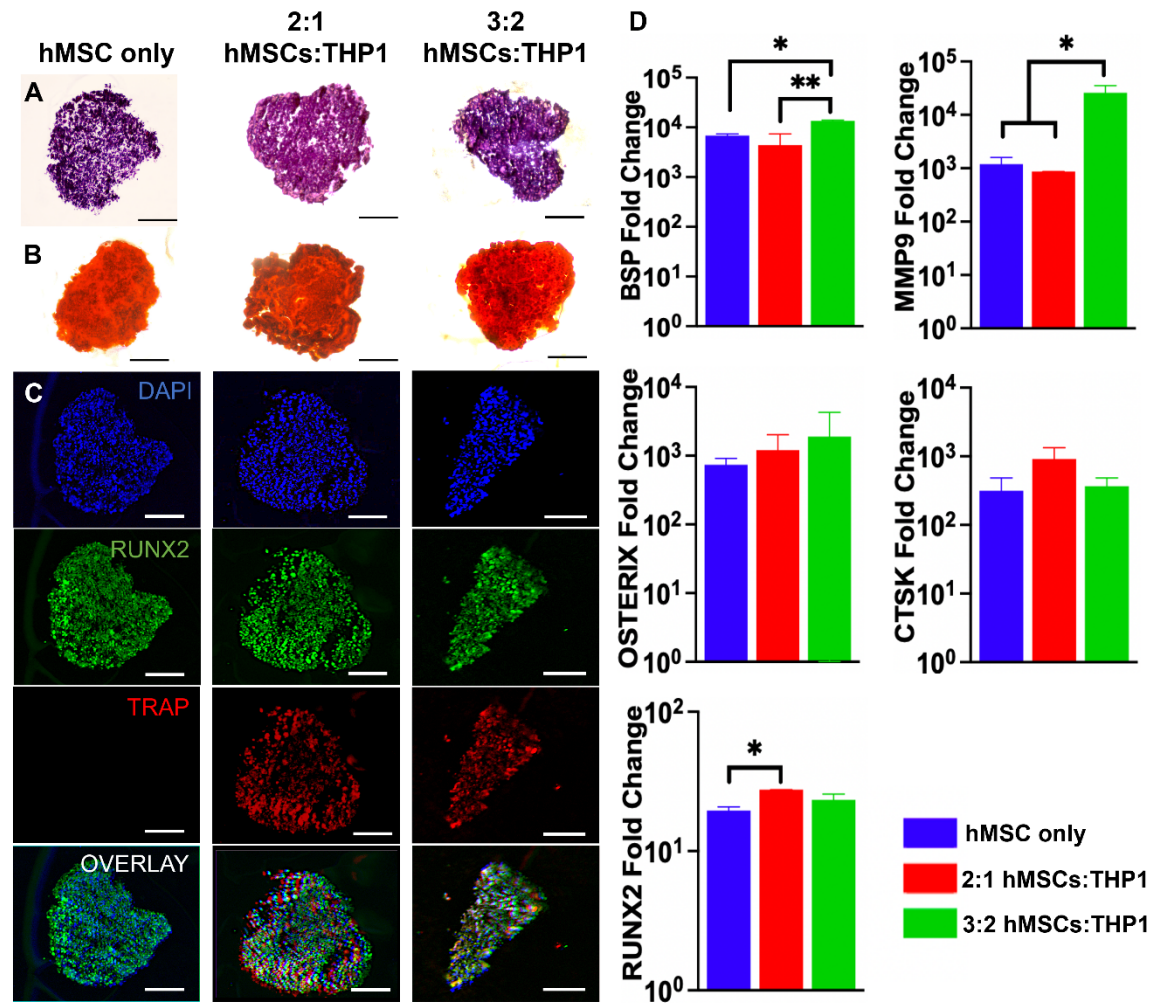 hMSC only
2:1
hMSCs:THP1
3:2
hMSCs:THP1
A
B
C
DAPI
RUNX2
TRAP
OVERLAY
D
BSP Fold Change
10⁵
10⁴
10³
10²
10¹
10⁰
*
**
MMP9 Fold Change
10⁵
10⁴
10³
10²
10¹
10⁰
*
OSTERIX Fold Change
10⁴
10³
10²
10¹
10⁰
CTSK Fold Change
10⁴
10³
10²
10¹
10⁰
RUNX2 Fold Change
10²
10¹
10⁰
*
hMSC only
2:1 hMSCs:THP1
3:2 hMSCs:THP1